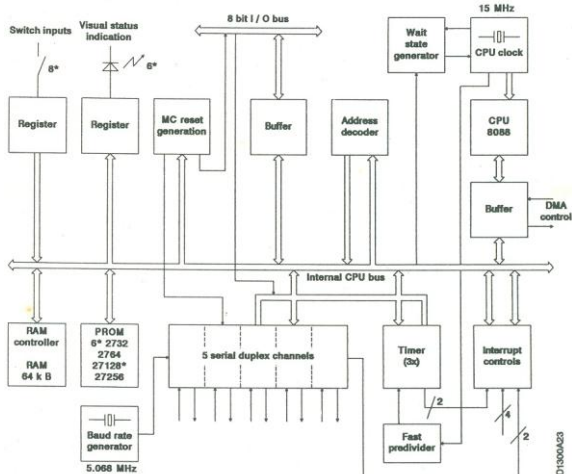 8 bit I / O bus
15 MHz
Switch inputs
Visual status
indication
8*
6*
Wait
state
generator
CPU clock
Register
Register
MC reset
generation
Buffer
Address
decoder
CPU
8088
Buffer
DMA
control
Internal CPU bus
RAM
controller
RAM
64 k B
PROM
6* 2732
2764
27128*
27256
5 serial duplex channels
Timer
(3x)
Interrupt
controls
2
4
2
Baud rate
generator
5.068 MHz
Fast
predivider
D1300A23